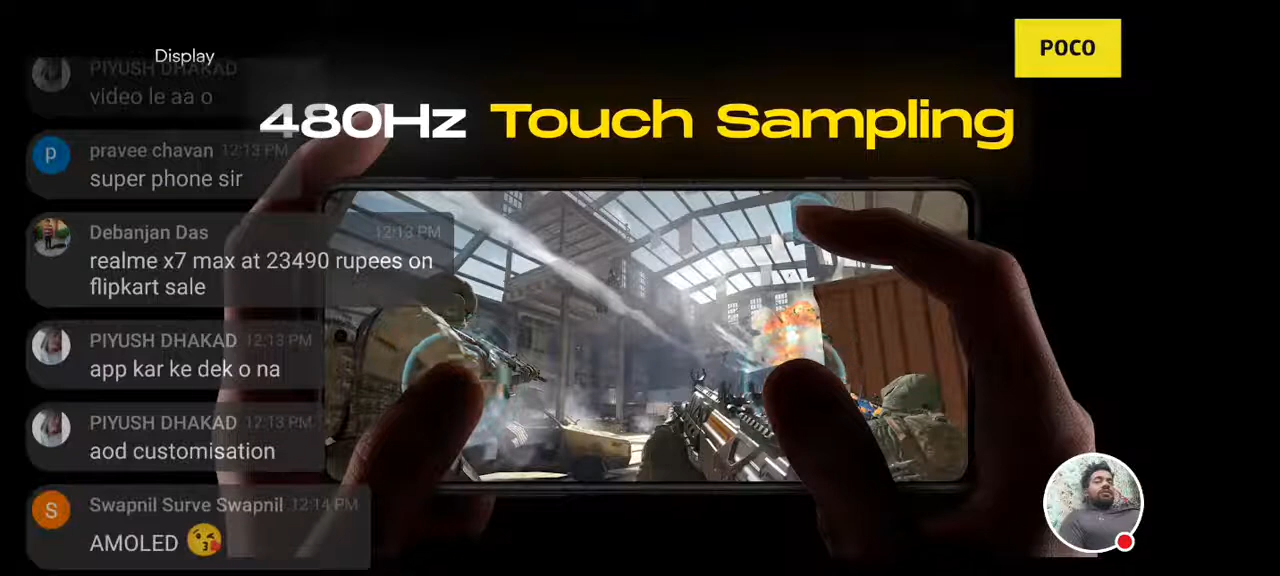 Display
POCO
480Hz Touch Sampling
PIYUSH DHAKAD
video le aa o
p
pravee chavan 12:13 PM
super phone sir
Debanjan Das 12:13 PM
realme x7 max at 23490 rupees on
flipkart sale
PIYUSH DHAKAD 12:13 PM
app kar ke dek o na
PIYUSH DHAKAD 12:13 PM
aod customisation
S
Swapnil Surve Swapnil 12:14 PM
AMOLED 😘